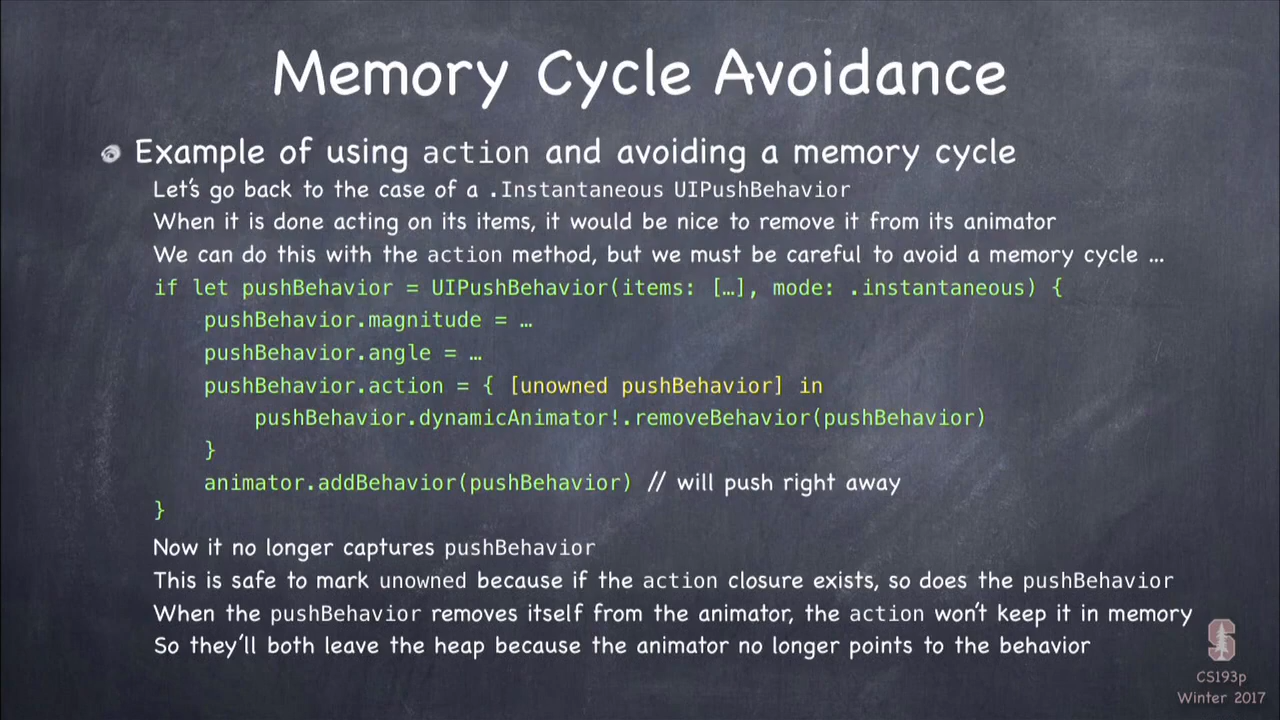 Memory Cycle Avoidance
Example of using action and avoiding a memory cycle
Let's go back to the case of a .Instantaneous UIPushBehavior
When it is done acting on its items, it would be nice to remove it from its animator
We can do this with the action method, but we must be careful to avoid a memory cycle ...
if let pushBehavior = UIPushBehavior(items: […], mode: .instantaneous) {
pushBehavior.magnitude = …
pushBehavior.angle = …
pushBehavior.action = { [unowned pushBehavior] in
pushBehavior.dynamicAnimator!.removeBehavior(pushBehavior)
}
animator.addBehavior(pushBehavior) // will push right away
}
Now it no longer captures pushBehavior
This is safe to mark unowned because if the action closure exists, so does the pushBehavior
When the pushBehavior removes itself from the animator, the action won't keep it in memory
So they'll both leave the heap because the animator no longer points to the behavior
CS193p
Winter 2017